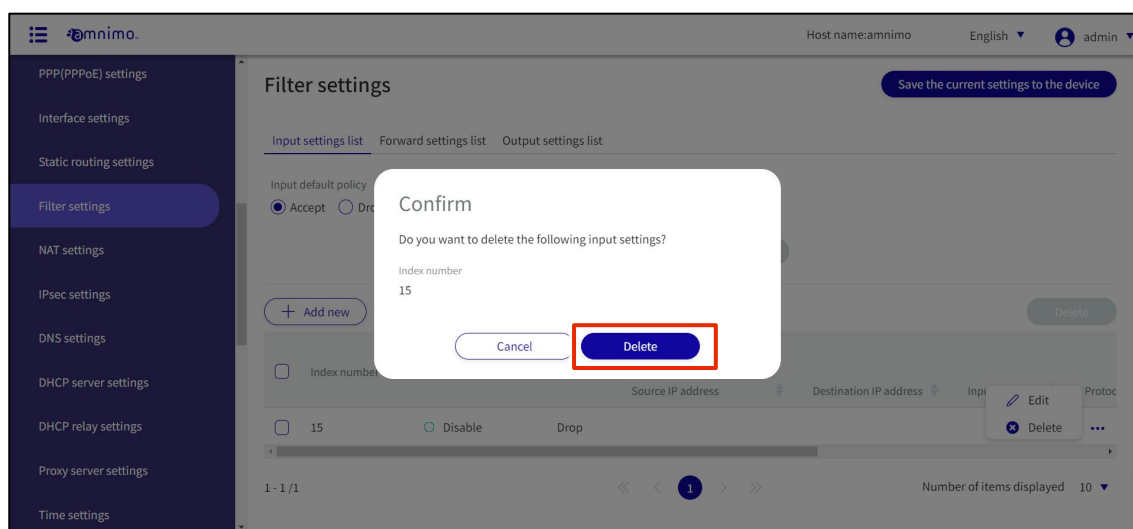 amnimo
Host name:amnimo
English
admin
PPP(PPPoE) settings
Interface settings
Static routing settings
Filter settings
NAT settings
IPsec settings
DNS settings
DHCP server settings
DHCP relay settings
Proxy server settings
Time settings
Filter settings
Save the current settings to the device
Input settings list Forward settings list Output settings list
Input default policy
Accept
Confirm
Do you want to delete the following input settings?
Index number
15
Cancel Delete
+ Add new
Delete
Index number
Source IP address Destination IP address
Edit
Delete
15 Disable Drop
1 - 1 /1
« < 1 > »
Number of items displayed 10